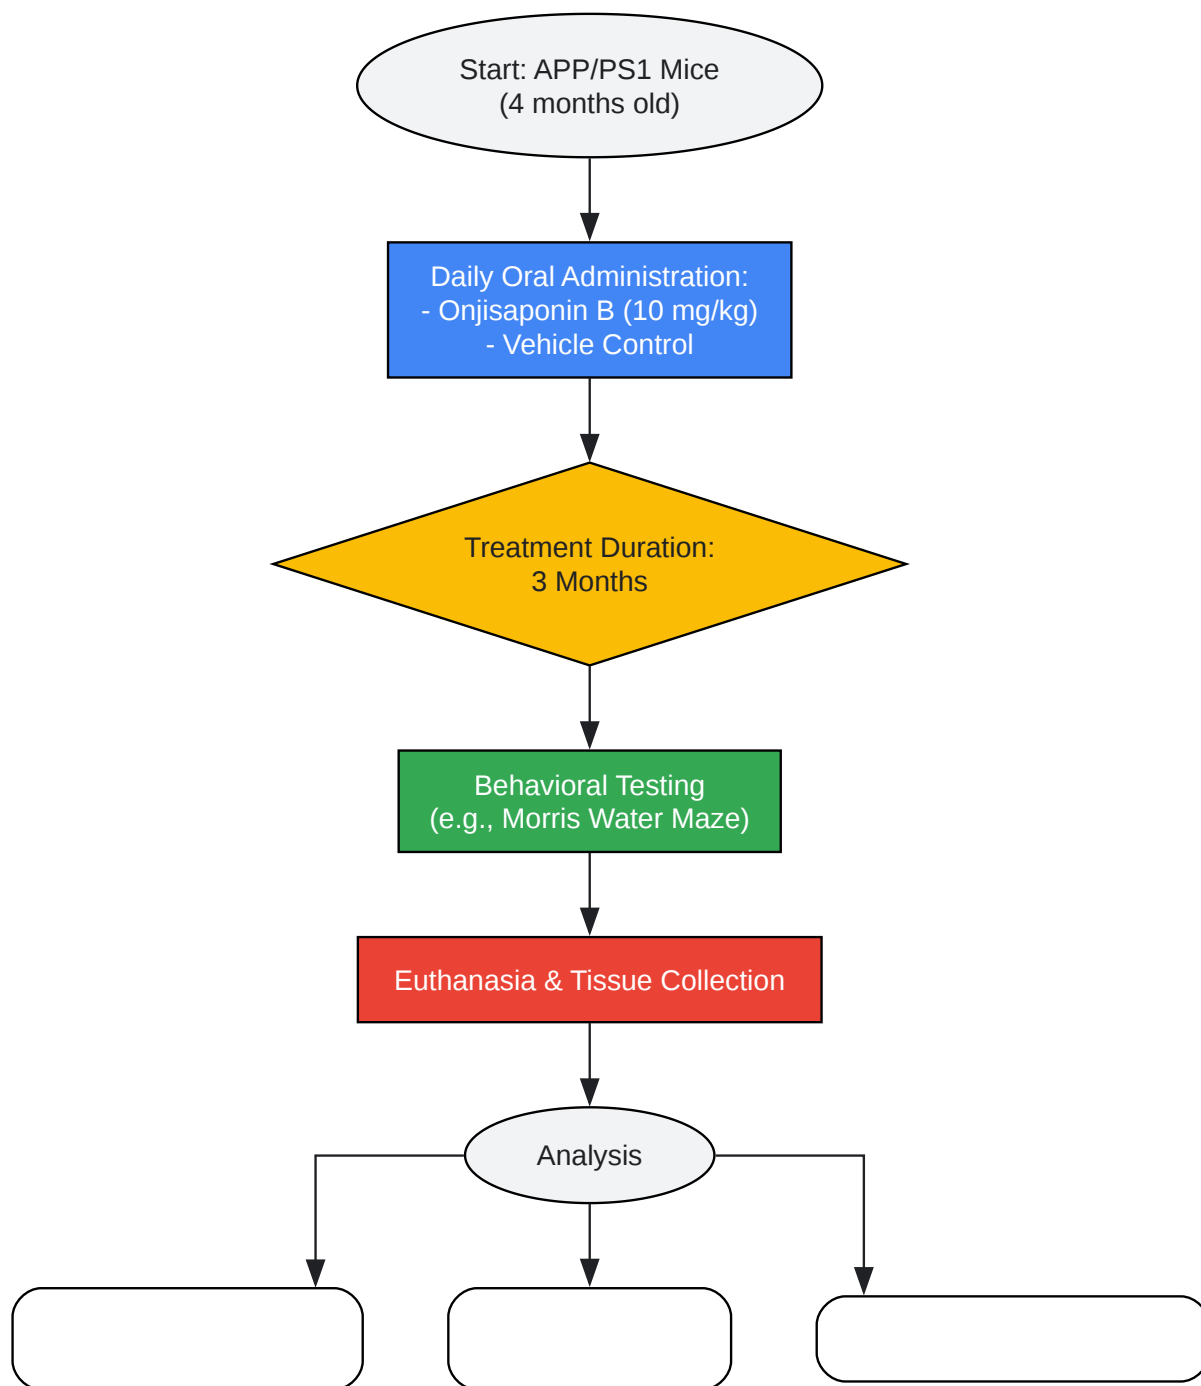 Start: APP/PS1 Mice
(4 months old)
Daily Oral Administration:
- Onjisaponin B (10 mg/kg)
- Vehicle Control
Treatment Duration:
3 Months
Behavioral Testing
(e.g., Morris Water Maze)
Euthanasia & Tissue Collection
Analysis